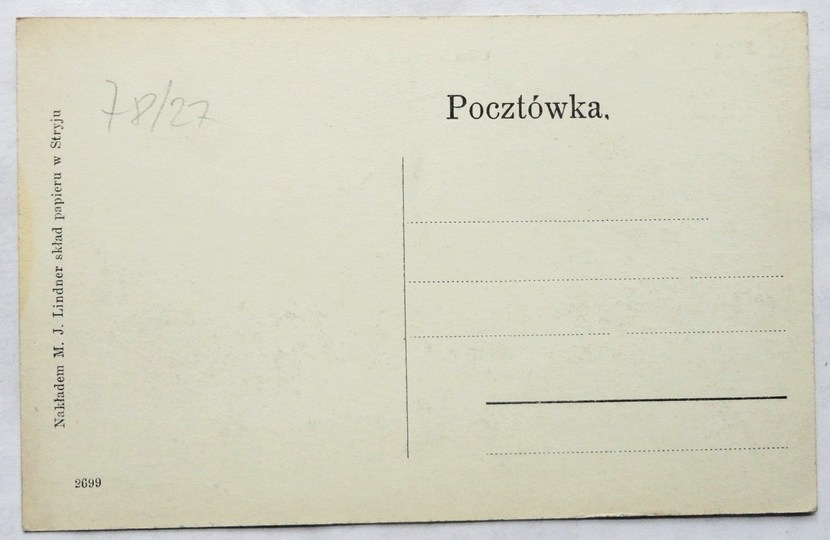 78/27
Pocztówka.
Nakładem M. J. Lindner skład papieru w Stryju
2699